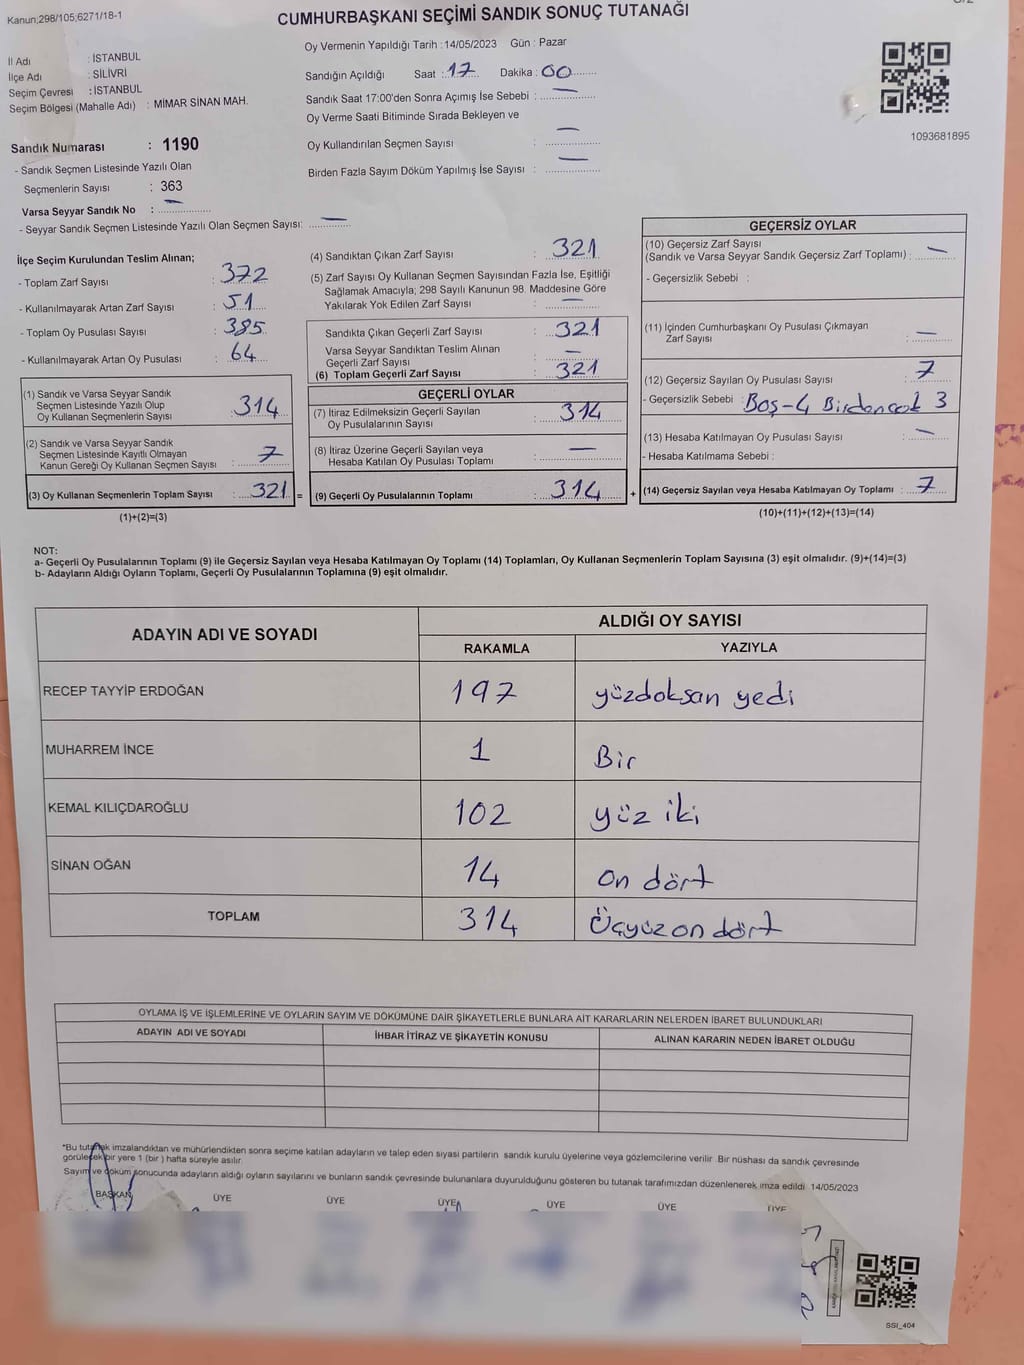 Kanun;298/105;6271/18-1
CUMHURBAŞKANI SEÇİMİ SANDIK SONUÇ TUTANAĞI
Oy Vermenin Yapıldığı Tarih :14/05/2023 Gün : Pazar
İl Adı : İSTANBUL
İlçe Adı : SİLİVRİ
Seçim Çevresi : İSTANBUL
Seçim Bölgesi (Mahalle Adı) : MİMAR SİNAN MAH.
Sandığın Açıldığı Saat : 17 Dakika : 00
Sandık Saat 17:00'den Sonra Açımış İse Sebebi : —
Oy Verme Saati Bitiminde Sırada Bekleyen ve
Oy Kullandırılan Seçmen Sayısı : —
Birden Fazla Sayım Döküm Yapılmış İse Sayısı : —
1093681895
Sandık Numarası : 1190
- Sandık Seçmen Listesinde Yazılı Olan
Seçmenlerin Sayısı : 363
Varsa Seyyar Sandık No : —
- Seyyar Sandık Seçmen Listesinde Yazılı Olan Seçmen Sayısı: —
İlçe Seçim Kurulundan Teslim Alınan;
- Toplam Zarf Sayısı : 372
- Kullanılmayarak Artan Zarf Sayısı : 51
- Toplam Oy Pusulası Sayısı : 385
- Kullanılmayarak Artan Oy Pusulası : 64
(1) Sandık ve Varsa Seyyar Sandık
Seçmen Listesinde Yazılı Olup
Oy Kullanan Seçmenlerin Sayısı : 314
(2) Sandık ve Varsa Seyyar Sandık
Seçmen Listesinde Kayıtlı Olmayan
Kanun Gereği Oy Kullanan Seçmen Sayısı : 7
(3) Oy Kullanan Seçmenlerin Toplam Sayısı : 321 =
(1)+(2)=(3)
(4) Sandıktan Çıkan Zarf Sayısı : 321
(5) Zarf Sayısı Oy Kullanan Seçmen Sayısından Fazla İse, Eşitliği
Sağlamak Amacıyla; 298 Sayılı Kanunun 98. Maddesine Göre
Yakılarak Yok Edilen Zarf Sayısı : —
Sandıkta Çıkan Geçerli Zarf Sayısı : 321
Varsa Seyyar Sandıktan Teslim Alınan
Geçerli Zarf Sayısı : —
(6) Toplam Geçerli Zarf Sayısı : 321
GEÇERLİ OYLAR
(7) İtiraz Edilmeksizin Geçerli Sayılan
Oy Pusulalarının Sayısı : 314
(8) İtiraz Üzerine Geçerli Sayılan veya
Hesaba Katılan Oy Pusulası Toplamı : —
(9) Geçerli Oy Pusulalarının Toplamı : 314 +
GEÇERSİZ OYLAR
(10) Geçersiz Zarf Sayısı
(Sandık ve Varsa Seyyar Sandık Geçersiz Zarf Toplamı) : —
- Geçersizlik Sebebi :
(11) İçinden Cumhurbaşkanı Oy Pusulası Çıkmayan
Zarf Sayısı : —
(12) Geçersiz Sayılan Oy Pusulası Sayısı : 7
- Geçersizlik Sebebi : Boş-4 Birdençok 3
(13) Hesaba Katılmayan Oy Pusulası Sayısı : —
- Hesaba Katılmama Sebebi :
(14) Geçersiz Sayılan veya Hesaba Katılmayan Oy Toplamı : 7
(10)+(11)+(12)+(13)=(14)
NOT:
a- Geçerli Oy Pusulalarının Toplamı (9) ile Geçersiz Sayılan veya Hesaba Katılmayan Oy Toplamı (14) Toplamları, Oy Kullanan Seçmenlerin Toplam Sayısına (3) eşit olmalıdır. (9)+(14)=(3)
b- Adayların Aldığı Oyların Toplamı, Geçerli Oy Pusulalarının Toplamına (9) eşit olmalıdır.
ADAYIN ADI VE SOYADI
ALDIĞI OY SAYISI
RAKAMLA YAZIYLA
RECEP TAYYİP ERDOĞAN 197 yüzdoksan yedi
MUHARREM İNCE 1 Bir
KEMAL KILIÇDAROĞLU 102 yüz iki
SİNAN OĞAN 14 On dört
TOPLAM 314 Üçyüz on dört
OYLAMA İŞ VE İŞLEMLERİNE VE OYLARIN SAYIM VE DÖKÜMÜNE DAİR ŞİKAYETLERLE BUNLARA AİT KARARLARIN NELERDEN İBARET BULUNDUKLARI
ADAYIN ADI VE SOYADI İHBAR İTİRAZ VE ŞİKAYETİN KONUSU ALINAN KARARIN NEDEN İBARET OLDUĞU
*Bu tutanak imzalandıktan ve mühürlendikten sonra seçime katılan adayların ve talep eden siyasi partilerin sandık kurulu üyelerine veya gözlemcilerine verilir. Bir nüshası da sandık çevresinde
görülecek bir yere 1 (bir ) hafta süreyle asılır.
Sayım ve döküm sonucunda adayların aldığı oyların sayılarını ve bunların sandık çevresinde bulunanlara duyurulduğunu gösteren bu tutanak tarafımızdan düzenlenerek imza edildi. 14/05/2023
BAŞKAN ÜYE ÜYE ÜYE ÜYE ÜYE ÜYE
SSI_404